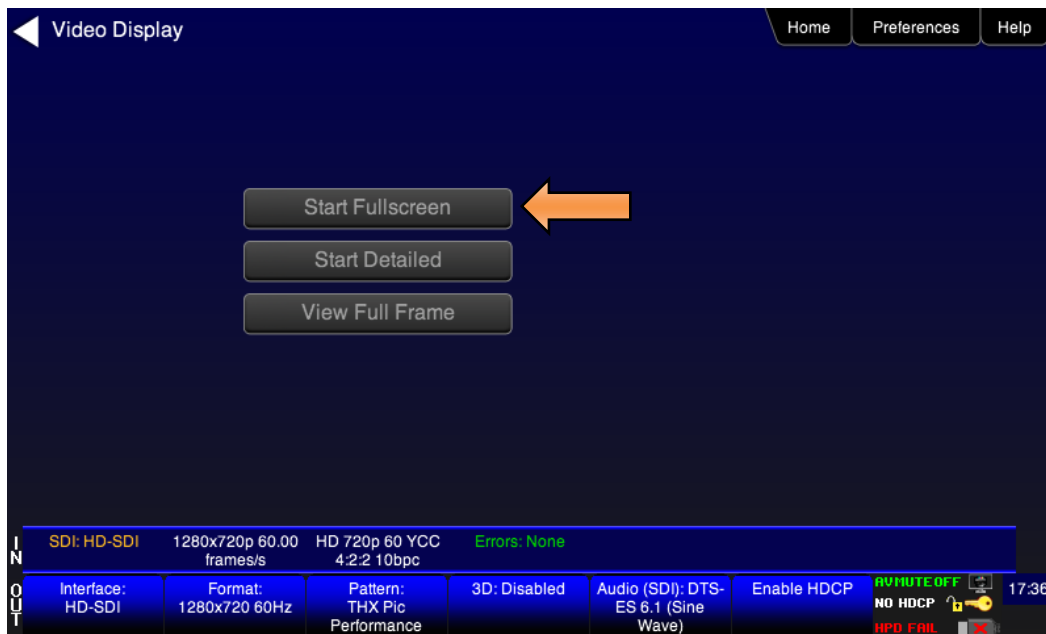 Video Display
Home
Preferences
Help
Start Fullscreen
Start Detailed
View Full Frame
IN
SDI: HD-SDI
1280x720p 60.00
frames/s
HD 720p 60 YCC
4:2:2 10bpc
Errors: None
OUT
Interface:
HD-SDI
Format:
1280x720 60Hz
Pattern:
THX Pic
Performance
3D: Disabled
Audio (SDI): DTS-
ES 6.1 (Sine
Wave)
Enable HDCP
AVMUTEOFF
NO HDCP
HPD FAIL
17:36